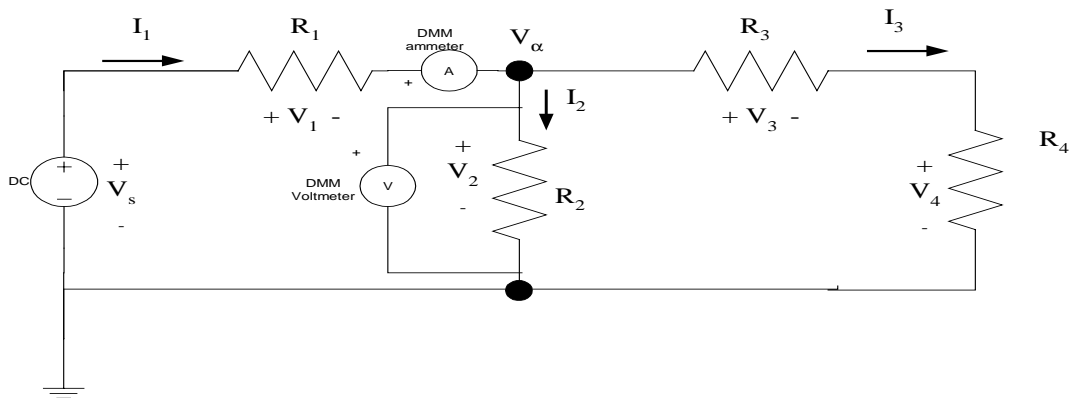 I1
R1
DMM
ammeter
A
+
Vα
R3
I3
+ V1 -
I2
+ V3 -
R4
DC
+
−
+
Vs
-
+
DMM
Voltmeter
V
+
V2
-
R2
+
V4
-